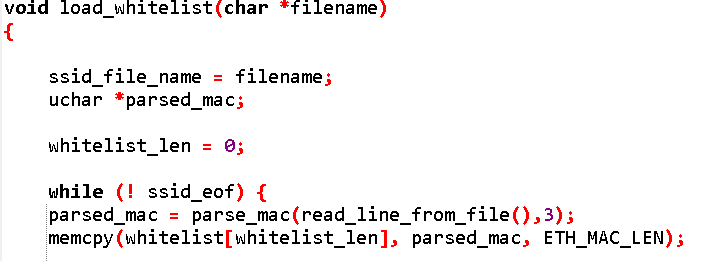 void load_whitelist(char *filename)
{
ssid_file_name = filename;
uchar *parsed_mac;
whitelist_len = 0;
while (! ssid_eof) {
parsed_mac = parse_mac(read_line_from_file(),3);
memcpy(whitelist[whitelist_len], parsed_mac, ETH_MAC_LEN);